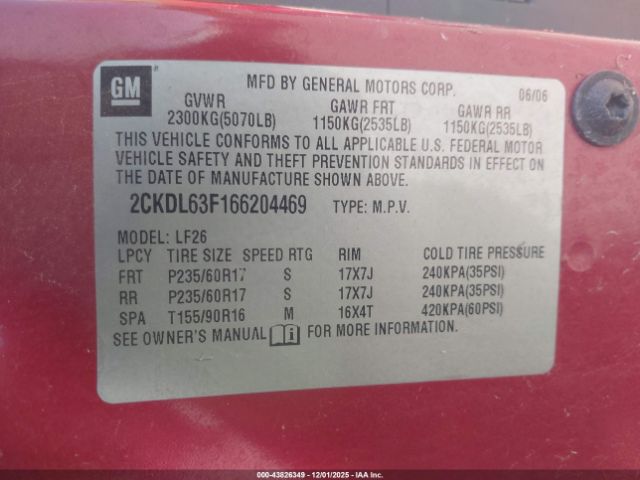 GM
MFD BY GENERAL MOTORS CORP. 06/06
GVWR GAWR FRT GAWR RR
2300KG(5070LB) 1150KG(2535LB) 1150KG(2535LB)
THIS VEHICLE CONFORMS TO ALL APPLICABLE U.S. FEDERAL MOTOR
VEHICLE SAFETY AND THEFT PREVENTION STANDARDS IN EFFECT ON
THE DATE OF MANUFACTURE SHOWN ABOVE.
2CKDL63F166204469 TYPE: M.P.V.
MODEL: LF26
LPCY TIRE SIZE SPEED RTG RIM COLD TIRE PRESSURE
FRT P235/60R17 S 17X7J 240KPA(35PSI)
RR P235/60R17 S 17X7J 240KPA(35PSI)
SPA T155/90R16 M 16X4T 420KPA(60PSI)
SEE OWNER'S MANUAL FOR MORE INFORMATION.
000-43826349 - 12/01/2025 - IAAI.COM